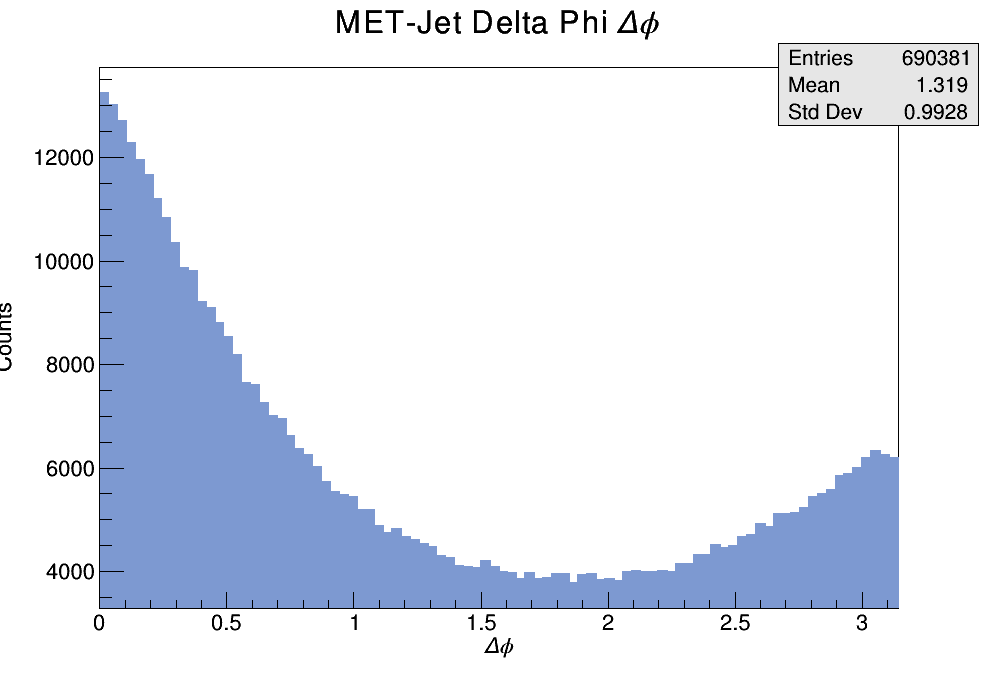 MET-Jet Delta Phi Δϕ
Entries 690381
Mean 1.319
Std Dev 0.9928
Counts
12000
10000
8000
6000
4000
0 0.5 1 1.5 2 2.5 3
Δϕ